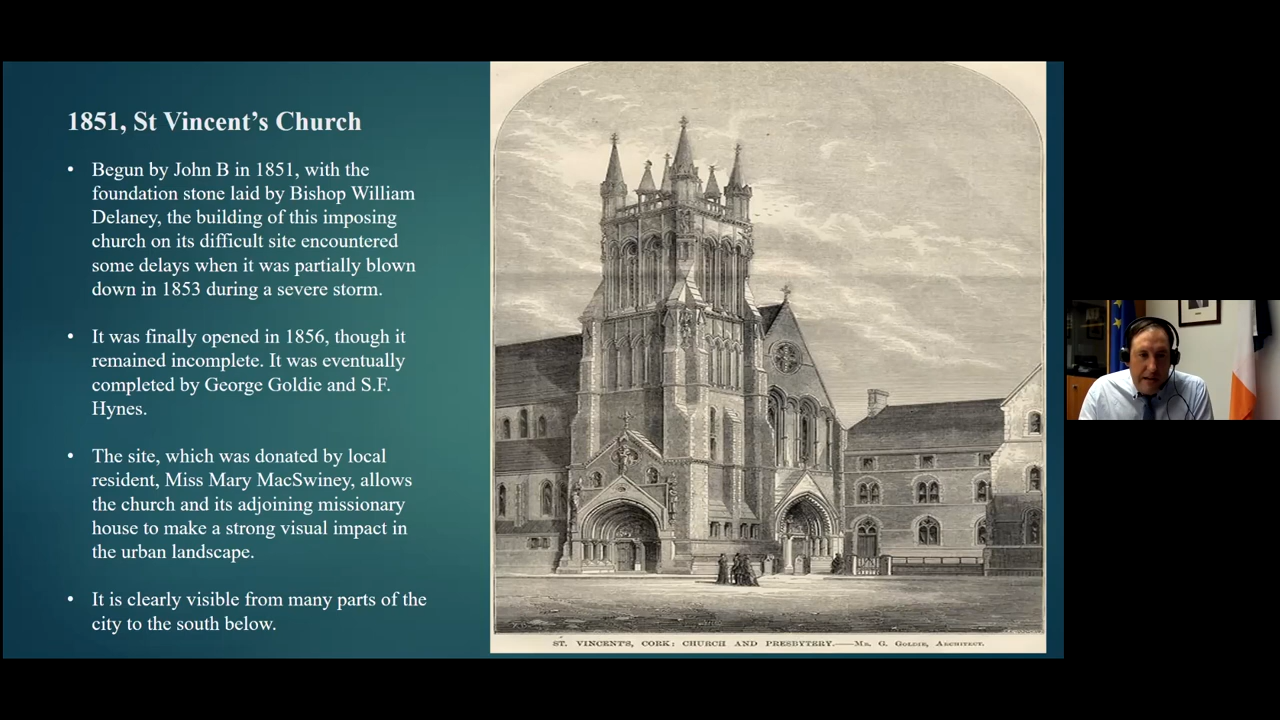 1851, St Vincent's Church
• Begun by John B in 1851, with the
foundation stone laid by Bishop William
Delaney, the building of this imposing
church on its difficult site encountered
some delays when it was partially blown
down in 1853 during a severe storm.
• It was finally opened in 1856, though it
remained incomplete. It was eventually
completed by George Goldie and S.F.
Hynes.
• The site, which was donated by local
resident, Miss Mary MacSwiney, allows
the church and its adjoining missionary
house to make a strong visual impact in
the urban landscape.
• It is clearly visible from many parts of the
city to the south below.
ST. VINCENT'S, CORK: CHURCH AND PRESBYTERY.—MR. G. GOLDIE, ARCHITECT.